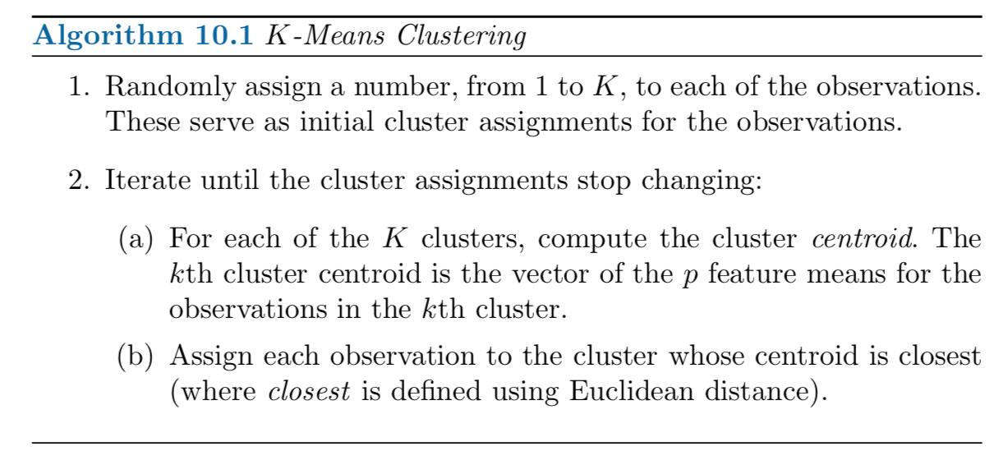 Algorithm 10.1 K-Means Clustering
1. Randomly assign a number, from 1 to K, to each of the observations.
These serve as initial cluster assignments for the observations.
2. Iterate until the cluster assignments stop changing:
(a) For each of the K clusters, compute the cluster centroid. The
kth cluster centroid is the vector of the p feature means for the
observations in the kth cluster.
(b) Assign each observation to the cluster whose centroid is closest
(where closest is defined using Euclidean distance).